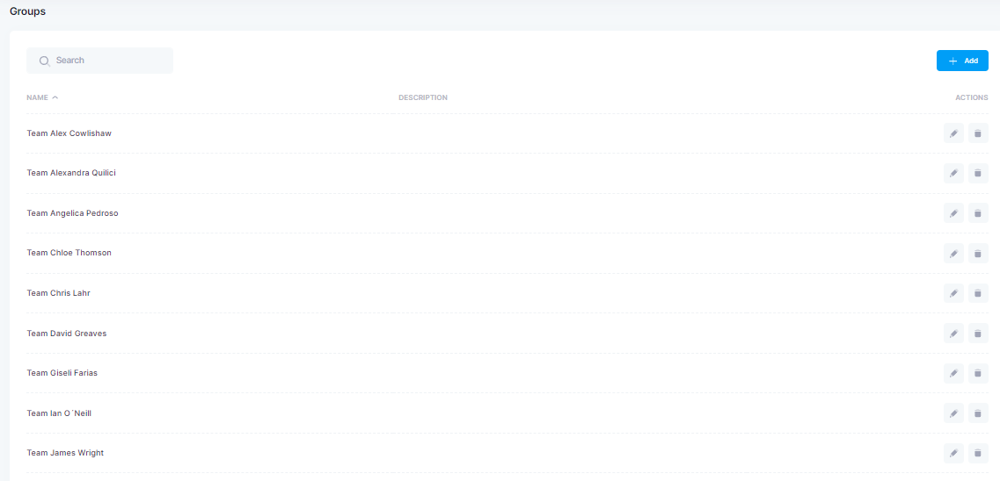 Groups
Search
Add
NAME DESCRIPTION ACTIONS
Team Alex Cowlishaw
Team Alexandra Quilici
Team Angelica Pedroso
Team Chloe Thomson
Team Chris Lahr
Team David Greaves
Team Giseli Farias
Team Ian O´Neill
Team James Wright